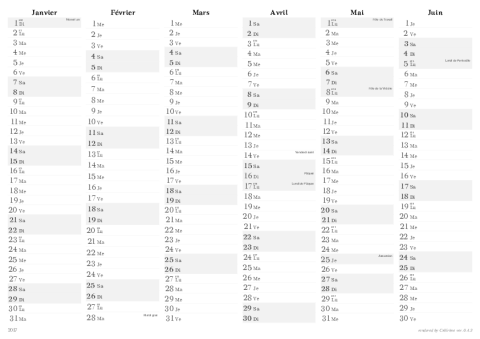 Janvier
1 Di
2 Lu
3 Ma
4 Me
5 Je
6 Ve
7 Sa
8 Di
9 Lu
10 Ma
11 Me
12 Je
13 Ve
14 Sa
15 Di
16 Lu
17 Ma
18 Me
19 Je
20 Ve
21 Sa
22 Di
23 Lu
24 Ma
25 Me
26 Je
27 Ve
28 Sa
29 Di
30 Lu
31 Ma
Février
1 Me
2 Je
3 Ve
4 Sa
5 Di
6 Lu
7 Ma
8 Me
9 Je
10 Ve
11 Sa
12 Di
13 Lu
14 Ma
15 Me
16 Je
17 Ve
18 Sa
19 Di
20 Lu
21 Ma
22 Me
23 Je
24 Ve
25 Sa
26 Di
27 Lu
28 Ma Mardi gras
Mars
1 Me
2 Je
3 Ve
4 Sa
5 Di
6 Lu
7 Ma
8 Me
9 Je
10 Ve
11 Sa
12 Di
13 Lu
14 Ma
15 Me
16 Je
17 Ve
18 Sa
19 Di
20 Lu
21 Ma
22 Me
23 Je
24 Ve
25 Sa
26 Di
27 Lu
28 Ma
29 Me
30 Je
31 Ve
Avril
1 Sa
2 Di
3 Lu
4 Ma
5 Me
6 Je
7 Ve
8 Sa
9 Di
10 Lu
11 Ma
12 Me
13 Je
14 Ve Vendredi saint
15 Sa
16 Di Pâques
17 Lu Lundi de Pâques
18 Ma
19 Me
20 Je
21 Ve
22 Sa
23 Di
24 Lu
25 Ma
26 Me
27 Je
28 Ve
29 Sa
30 Di
Mai
1 Lu Fête du Travail
2 Ma
3 Me
4 Je
5 Ve
6 Sa
7 Di
8 Lu Fête de la Victoire
9 Ma
10 Me
11 Je
12 Ve
13 Sa
14 Di
15 Lu
16 Ma
17 Me
18 Je
19 Ve
20 Sa
21 Di
22 Lu
23 Ma
24 Me
25 Je Ascension
26 Ve
27 Sa
28 Di
29 Lu
30 Ma
31 Me
Juin
1 Je
2 Ve
3 Sa
4 Di
5 Lu Lundi de Pentecôte
6 Ma
7 Me
8 Je
9 Ve
10 Sa
11 Di
12 Lu
13 Ma
14 Me
15 Je
16 Ve
17 Sa
18 Di
19 Lu
20 Ma
21 Me
22 Je
23 Ve
24 Sa
25 Di
26 Lu
27 Ma
28 Me
29 Je
30 Ve
2017